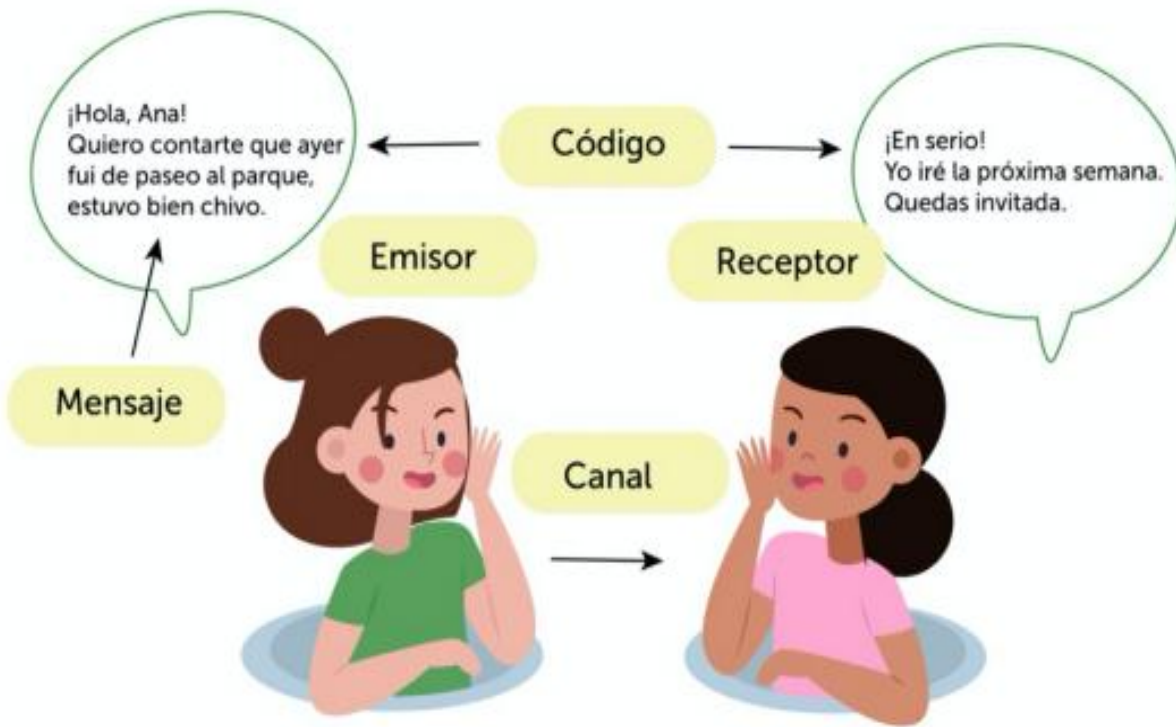 ¡Hola, Ana!
Quiero contarte que ayer
fui de paseo al parque,
estuvo bien chivo.
Código
¡En serio!
Yo iré la próxima semana.
Quedas invitada.
Emisor
Receptor
Mensaje
Canal